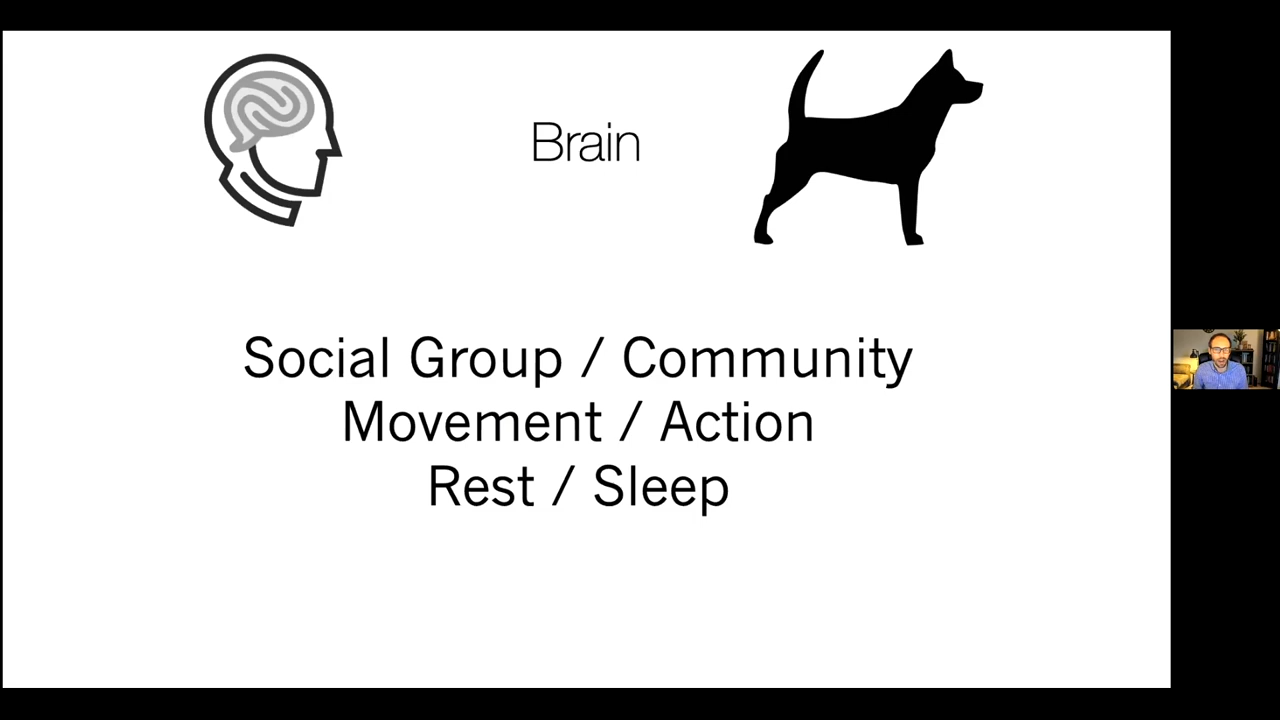 Brain
Social Group / Community
Movement / Action
Rest / Sleep